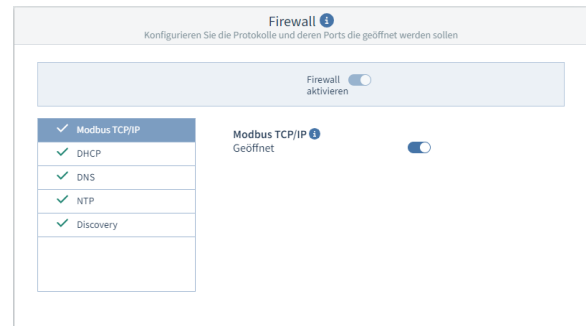 Firewall
Konfigurieren Sie die Protokolle und deren Ports die geöffnet werden sollen
Firewall
aktivieren
Modbus TCP/IP
DHCP
DNS
NTP
Discovery
Modbus TCP/IP
Geöffnet